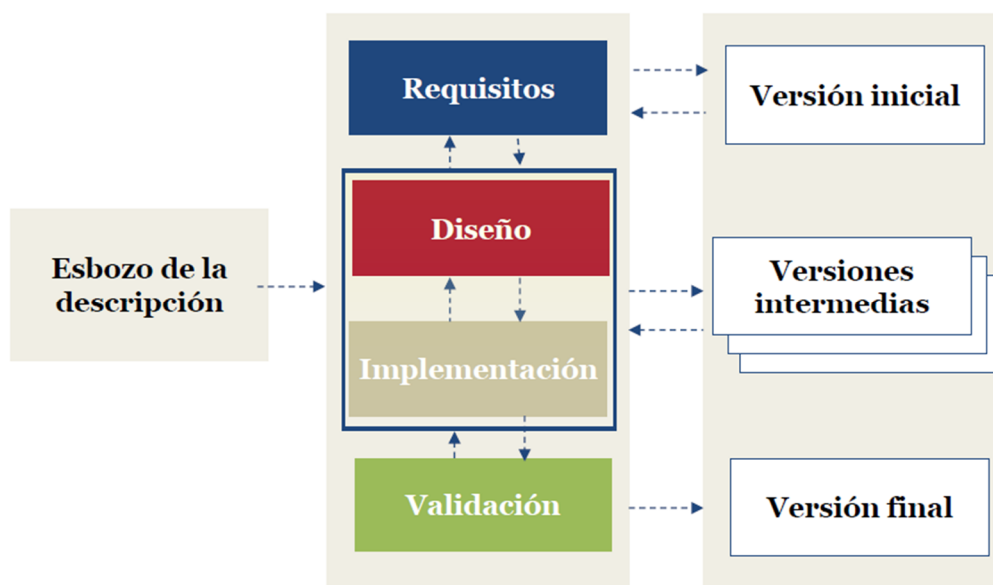 Requisitos
Versión inicial
Diseño
Esbozo de la
descripción
Versiones
intermedias
Implementación
Validación
Versión final